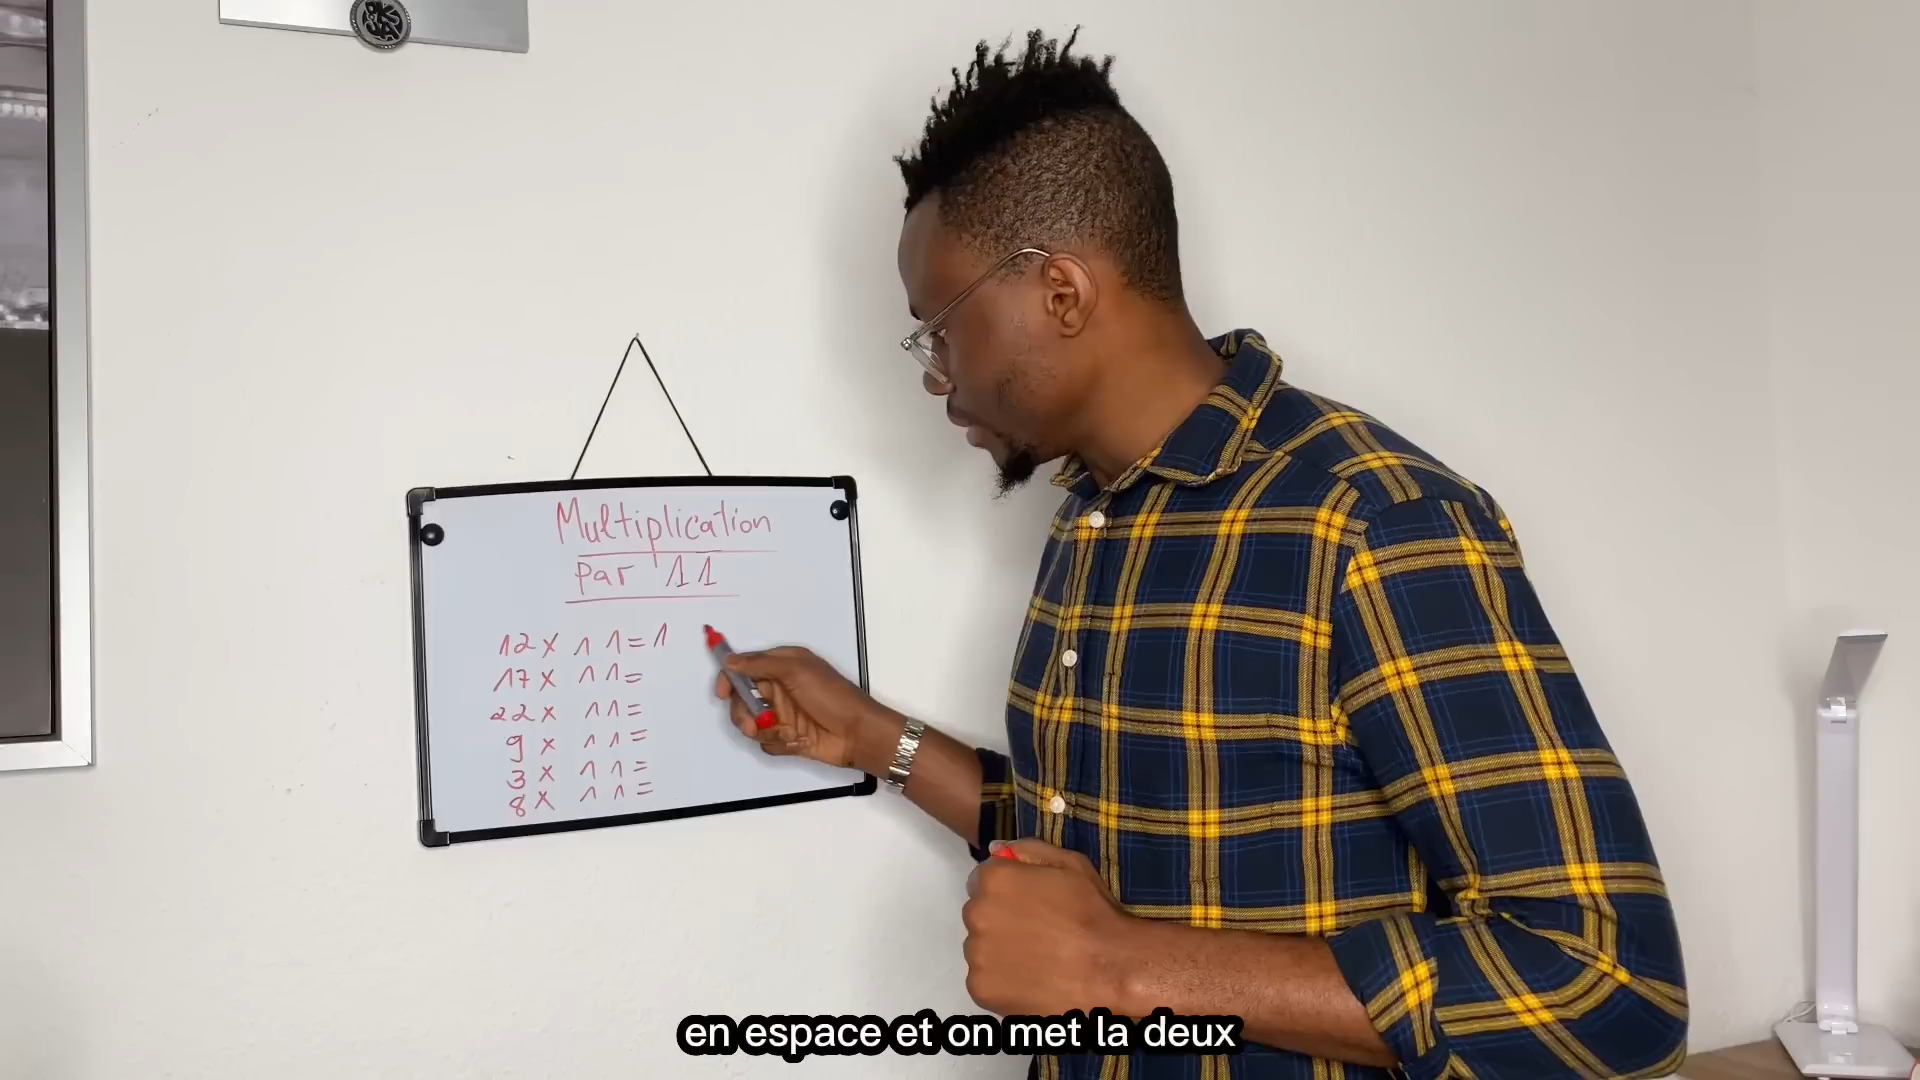 Multiplication
par 11
12 x 11 = 1
17 x 11 =
22 x 11 =
9 x 11 =
3 x 11 =
8 x 11 =
en espace et on met la deux